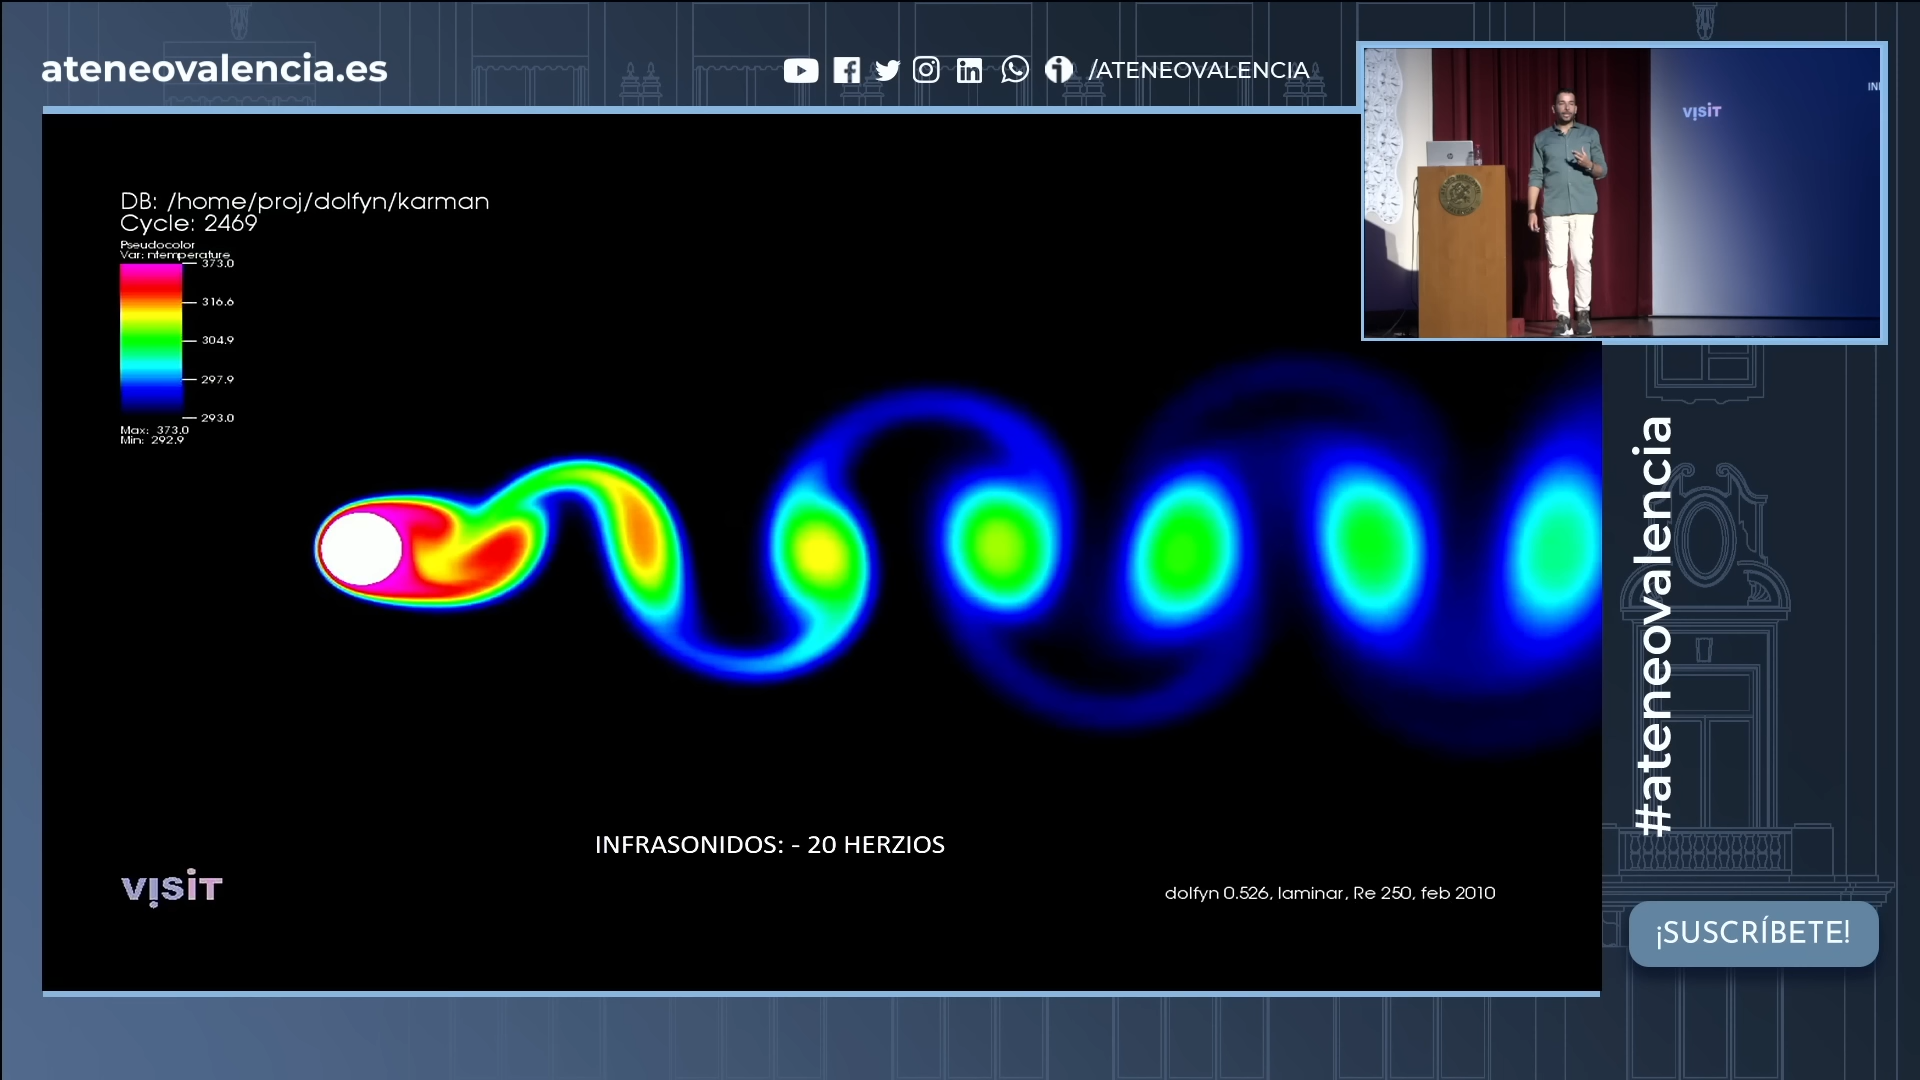 ateneovalencia.es
/ATENEOVALENCIA
DB: /home/proj/dolfyn/karman
Cycle: 2469
Pseudocolor
Var: ntemperature
373.0
316.6
304.9
297.9
293.0
Max: 373.0
Min: 292.9
VISIT
IN
#ateneovalencia
INFRASONIDOS: - 20 HERZIOS
VISIT
dolfyn 0.526, laminar, Re 250, feb 2010
¡SUSCRÍBETE!